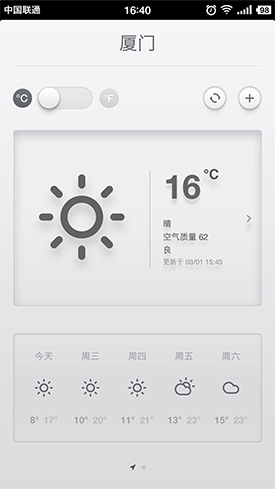 中国联通 16:40 98
厦门
°C °F
16 °C
晴
空气质量 62
良
更新于 03/01 15:45
今天 周三 周四 周五 周六
8° 17° 10° 20° 11° 21° 13° 23° 15° 23°